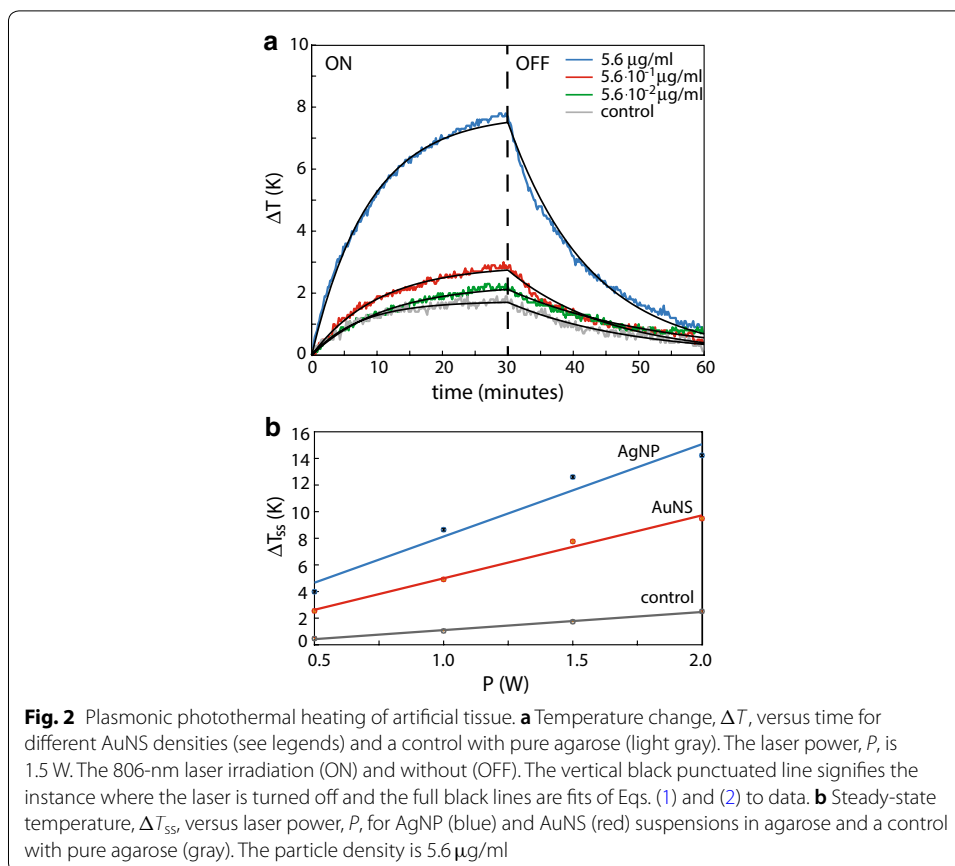 a
10
8
6
4
2
0
ΔT (K)
ON
OFF
5.6 µg/ml
5.6·10⁻¹µg/ml
5.6·10⁻²µg/ml
control
0 10 20 30 40 50 60
time (minutes)
b
16
14
12
10
8
6
4
2
0
ΔTss (K)
AgNP
AuNS
control
0.5 1.0 1.5 2.0
P (W)
Fig. 2 Plasmonic photothermal heating of artificial tissue. a Temperature change, ΔT, versus time for
different AuNS densities (see legends) and a control with pure agarose (light gray). The laser power, P, is
1.5 W. The 806-nm laser irradiation (ON) and without (OFF). The vertical black punctuated line signifies the
instance where the laser is turned off and the full black lines are fits of Eqs. (1) and (2) to data. b Steady-state
temperature, ΔTss, versus laser power, P, for AgNP (blue) and AuNS (red) suspensions in agarose and a control
with pure agarose (gray). The particle density is 5.6 µg/ml